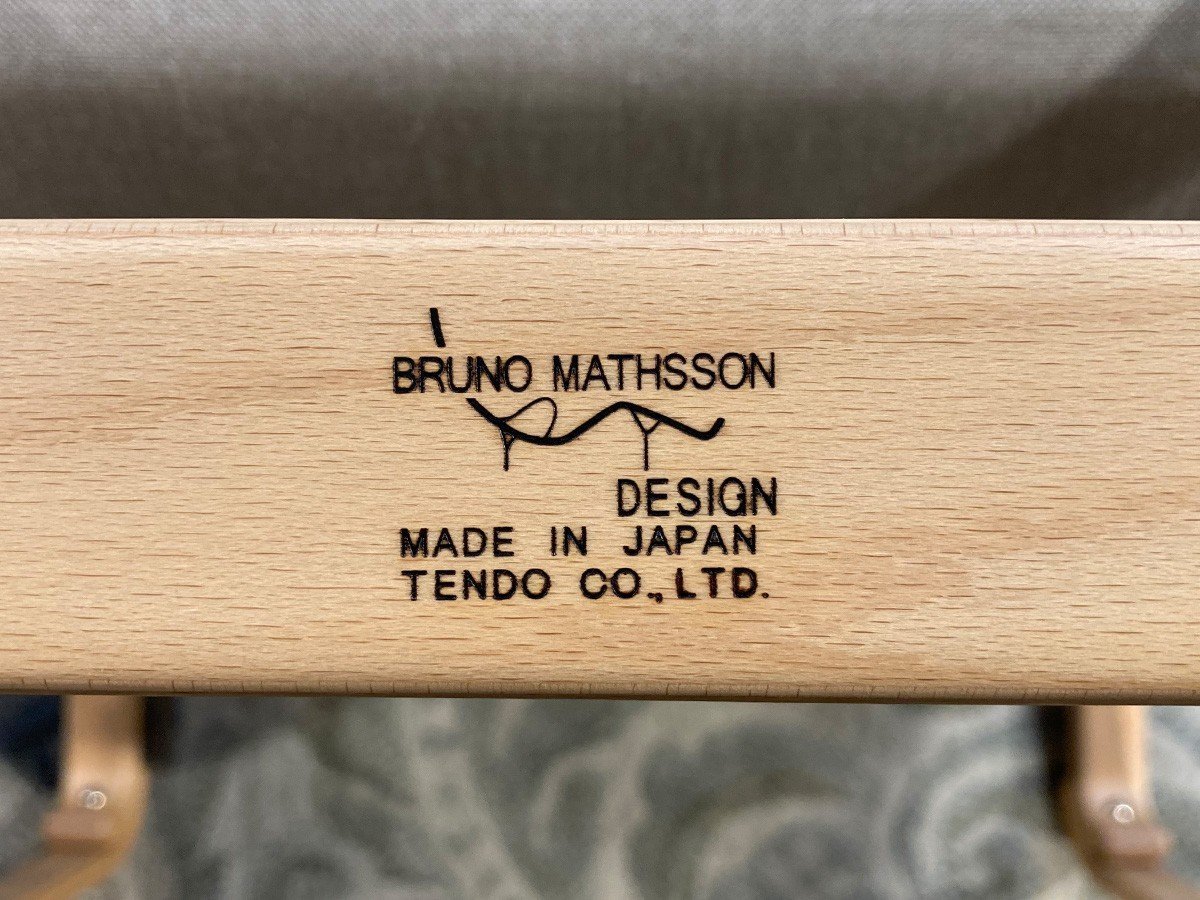 BRUNO MATHSSON
DESIGN
MADE IN JAPAN
TENDO CO., LTD.